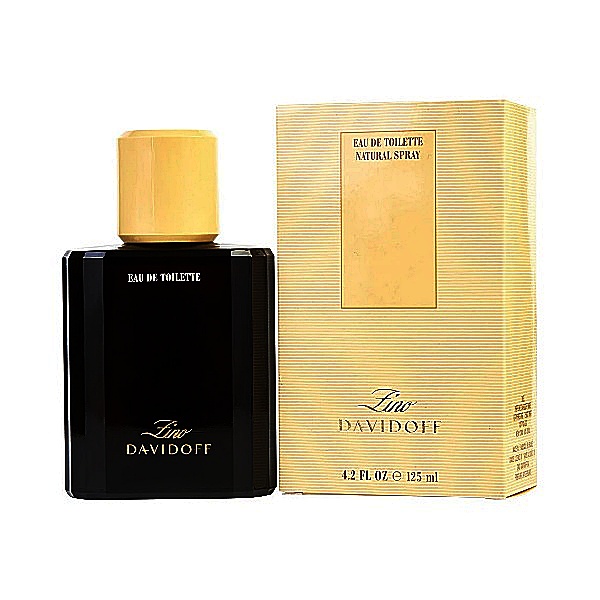 EAU DE TOILETTE
Zino
DAVIDOFF
EAU DE TOILETTE
NATURAL SPRAY
Zino
DAVIDOFF
4.2 FL OZ e 125 ml